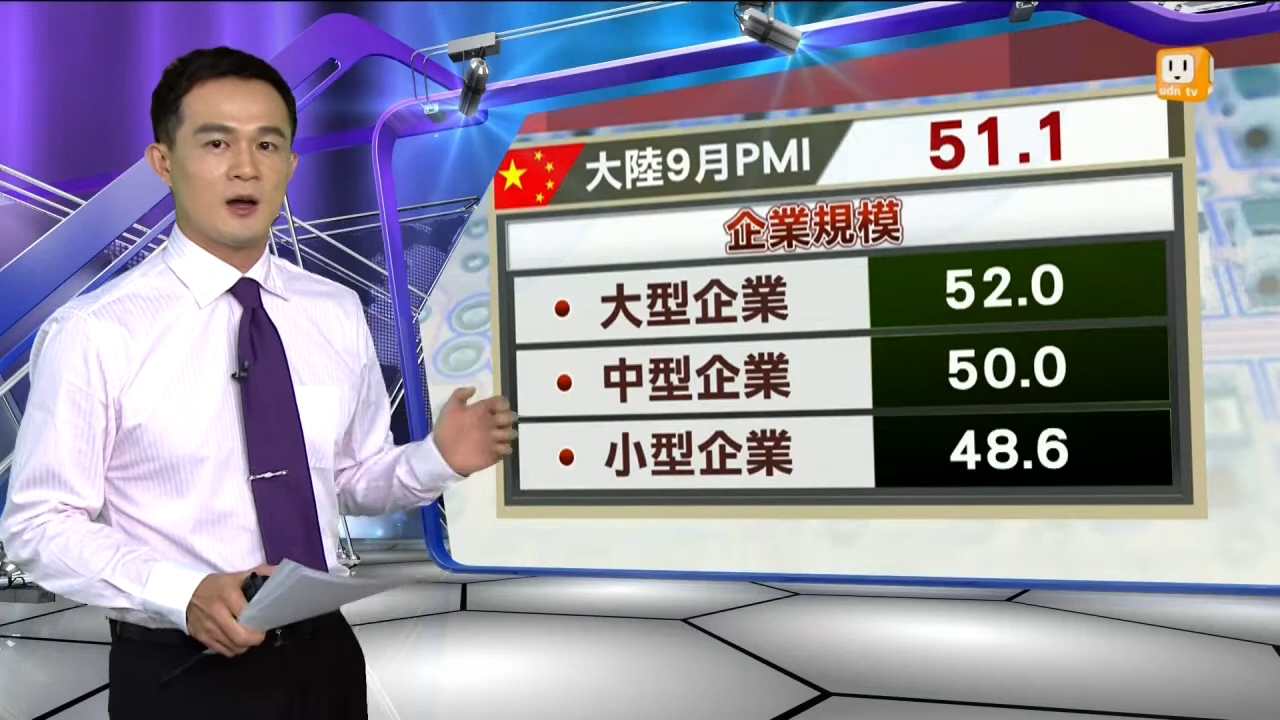 udn tv
大陸9月PMI 51.1
企業規模
大型企業 52.0
中型企業 50.0
小型企業 48.6